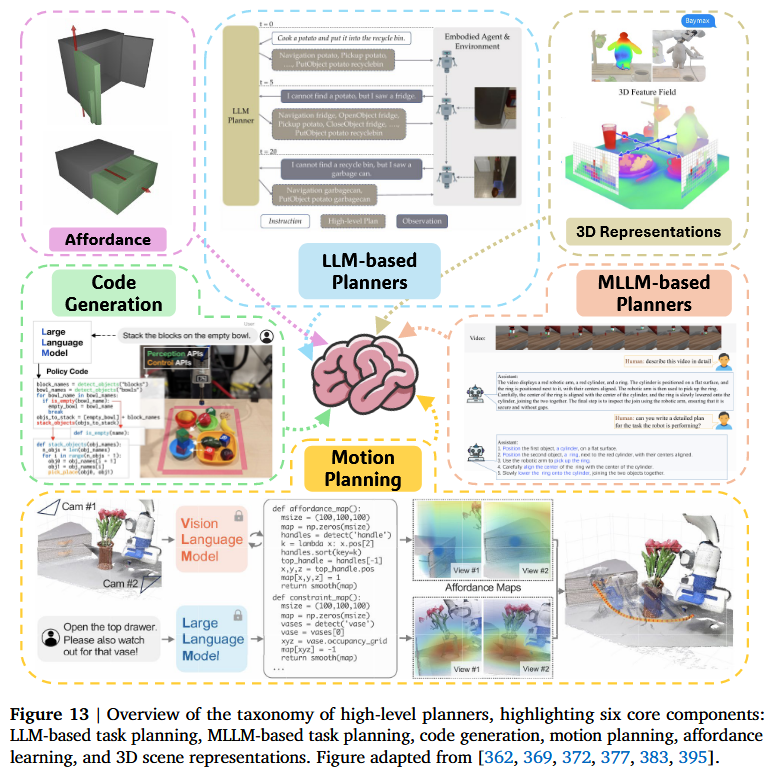 Affordance
t = 0
Cook a potato and put it into the recycle bin.
Navigation potato, Pickup potato,
…, PutObject potato recyclebin
t = 5
I cannot find a potato, but I saw a fridge.
Navigation fridge, OpenObject fridge,
Pickup potato, CloseObject fridge, …,
PutObject potato recyclebin
t = 20
I cannot find a recycle bin, but I saw a
garbage can.
Navigation garbagecan,
PutObject potato garbagecan
LLM
Planner
Embodied Agent &
Environment
Instruction
High-level Plan
Observation
LLM-based
Planners
Baymax
3D Feature Field
3D Representations
Code
Generation
Large
Language
Model
User
Stack the blocks on the empty bowl.
Policy Code
Perception APIs
Control APIs
block_names = detect_objects("blocks")
bowl_names = detect_objects("bowls")
for bowl_name in bowl_names:
if is_empty(bowl_name):
empty_bowl = bowl_name
break
objs_to_stack = [empty_bowl] + block_names
stack_objects(objs_to_stack)
def is_empty(name):
def stack_objects(obj_names):
n_objs = len(obj_names)
for i in range(n_objs - 1):
obj0 = obj_names[i + 1]
obj1 = obj_names[i]
pick_place(obj0, obj1)
MLLM-based
Planners
Video:
Human: describe this video in detail
Assistant:
The video displays a red robotic arm, a red cylinder, and a ring. The cylinder is positioned on a flat surface, and
the ring is positioned next to it, with their centers aligned. The robotic arm is then used to pick up the ring.
Carefully, the center of the ring is aligned with the center of the cylinder, and the ring is slowly lowered onto the
cylinder, joining the two together. The final step is to inspect the join using the robotic arm, ensuring that it is
secure and without gaps.
Human: can you write a detailed plan
for the task the robot is performing?
Assistant:
1. Position the first object, a cylinder, on a flat surface.
2. Position the second object, a ring, next to the red cylinder, with their centers aligned.
3. Use the robotic arm to pick up the ring.
4. Carefully align the center of the ring with the center of the cylinder.
5. Slowly lower the ring onto the cylinder, joining the two objects together.
Motion
Planning
Cam #1
Cam #2
Vision
Language
Model
Open the top drawer.
Please also watch
out for that vase!
Large
Language
Model
def affordance_map():
msize = (100,100,100)
map = np.zeros(msize)
handles = detect('handle')
k = lambda x: x.pos[2]
handles.sort(key=k)
top_handle = handles[-1]
x,y,z = top_handle.pos
map[x,y,z] = 1
return smooth(map)
def constraint_map():
msize = (100,100,100)
map = np.zeros(msize)
vases = detect('vase')
vase = vases[0]
xyz = vase.occupancy_grid
map[xyz] = -1
return smooth(map)
...
View #1
View #2
Affordance Maps
View #1
View #2
Figure 13 | Overview of the taxonomy of high-level planners, highlighting six core components:
LLM-based task planning, MLLM-based task planning, code generation, motion planning, affordance
learning, and 3D scene representations. Figure adapted from [362, 369, 372, 377, 383, 395].